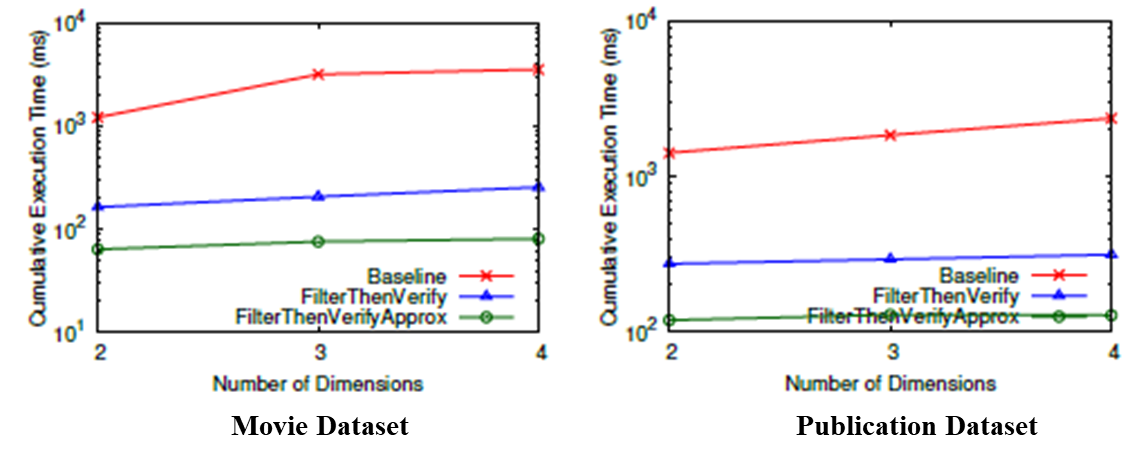 Cumulative Execution Time (ms)
10^4
10^3
10^2
10^1
Baseline
FilterThenVerify
FilterThenVerifyApprox
2 3 4
Number of Dimensions
Movie Dataset
Cumulative Execution Time (ms)
10^4
10^3
10^2
Baseline
FilterThenVerify
FilterThenVerifyApprox
2 3 4
Number of Dimensions
Publication Dataset